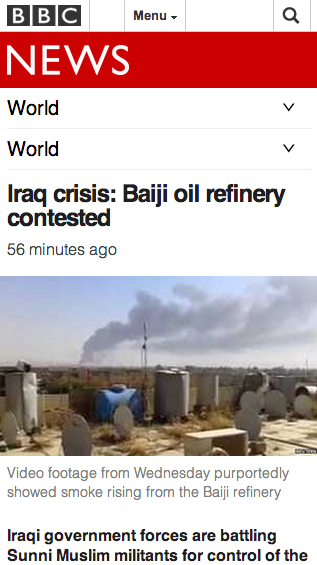 BBC Menu
NEWS
World
World
Iraq crisis: Baiji oil refinery
contested
56 minutes ago
Video footage from Wednesday purportedly
showed smoke rising from the Baiji refinery
Iraqi government forces are battling
Sunni Muslim militants for control of the